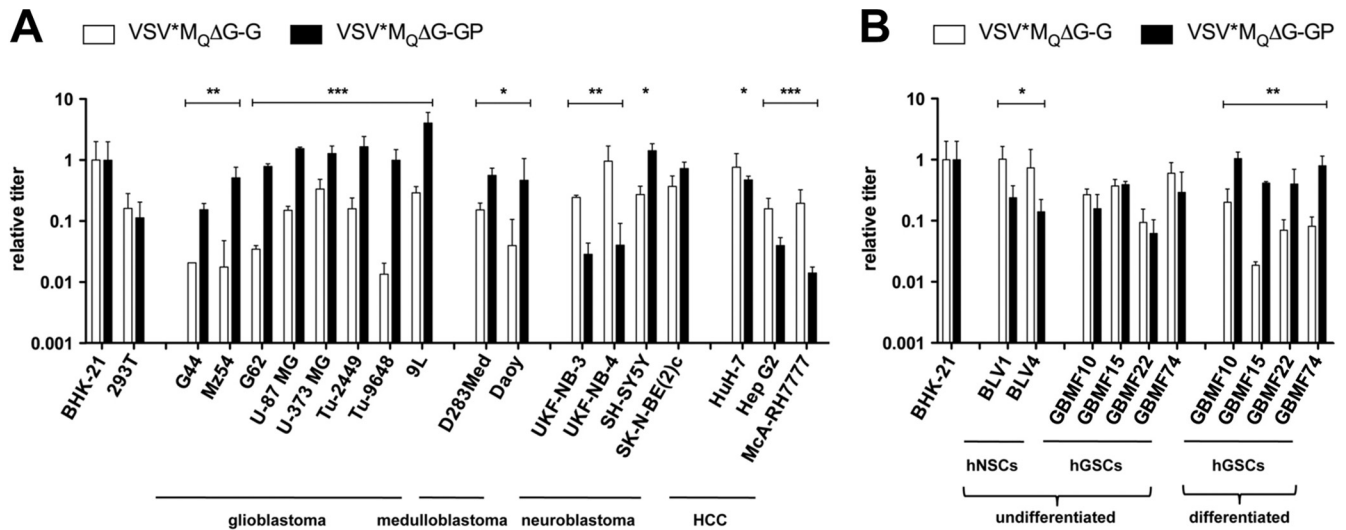 A
VSV*MQΔG-G VSV*MQΔG-GP
relative titer
10
1
0.1
0.01
0.001
** *** * ** * * ***
BHK-21
293T
G44
Mz54
G62
U-87 MG
U-373 MG
Tu-2449
Tu-9648
9L
D283Med
Daoy
UKF-NB-3
UKF-NB-4
SH-SY5Y
SK-N-BE(2)c
HuH-7
Hep G2
McA-RH7777
glioblastoma medulloblastoma neuroblastoma HCC
B
VSV*MQΔG-G VSV*MQΔG-GP
relative titer
10
1
0.1
0.01
0.001
* **
BHK-21
BLV1
BLV4
GBMF10
GBMF15
GBMF22
GBMF74
GBMF10
GBMF15
GBMF22
GBMF74
hNSCs hGSCs hGSCs
undifferentiated differentiated